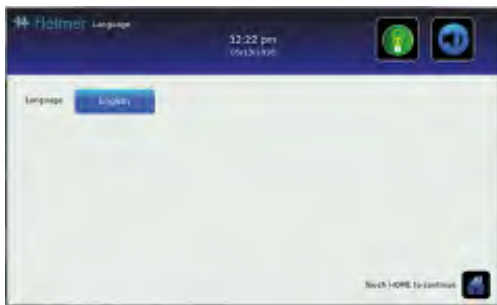 Helmer Language
12:22 pm
Language English
Touch HOME to continue